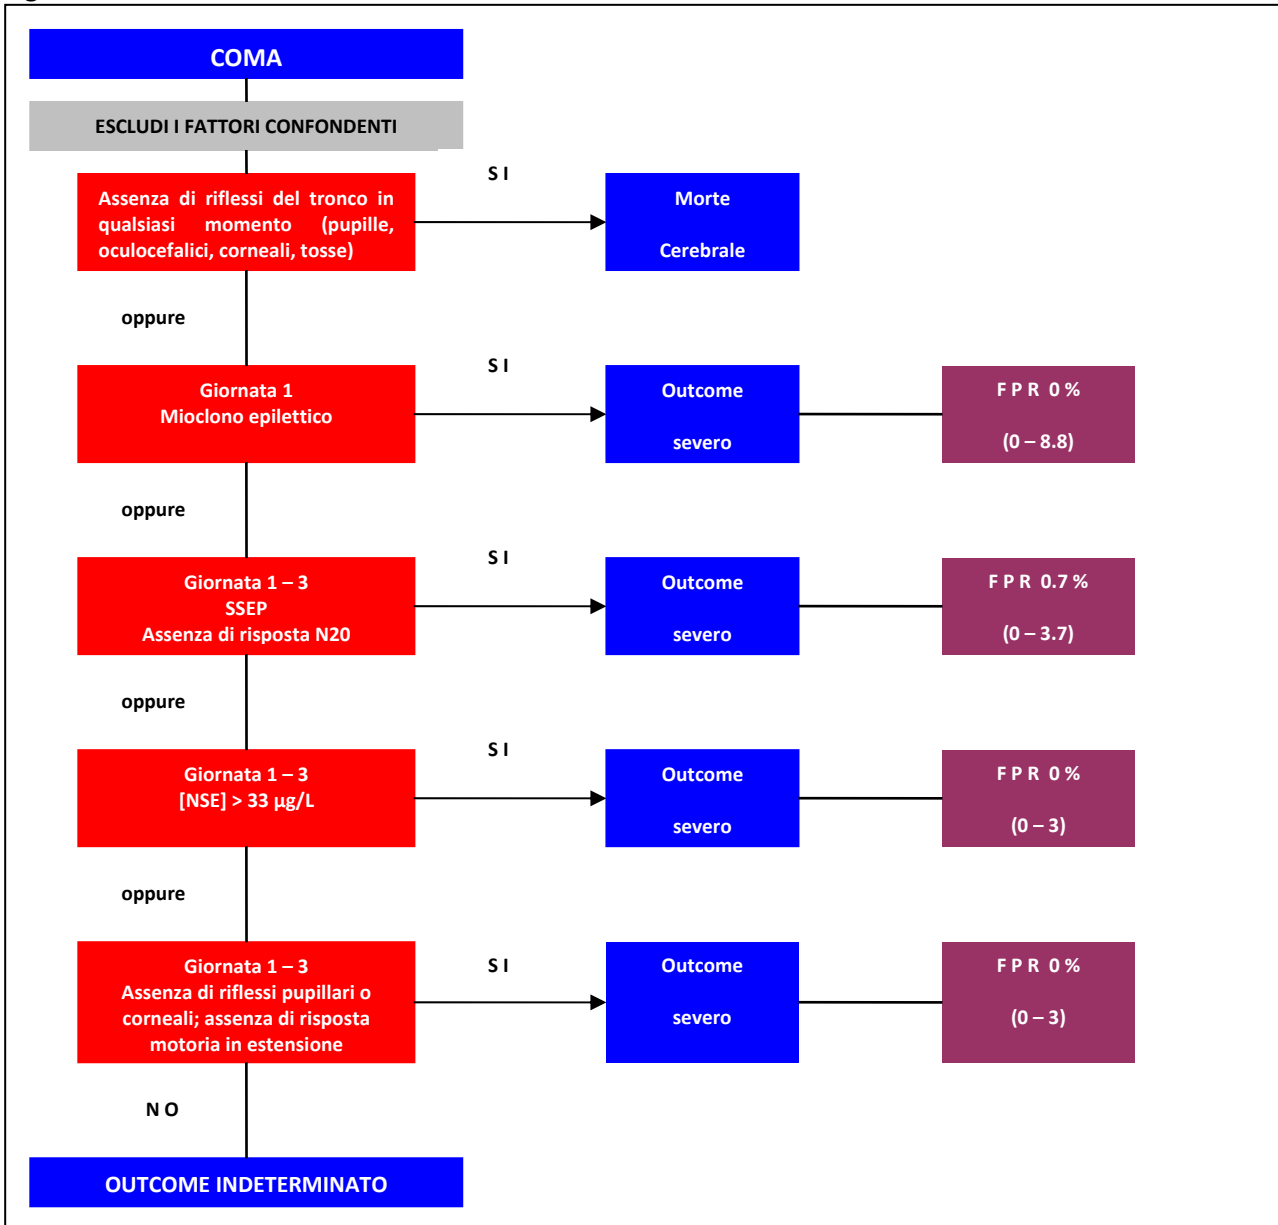 COMA
ESCLUDI I FATTORI CONFONDENTI
S I
Assenza di riflessi del tronco in
qualsiasi momento (pupille,
oculocefalici, corneali, tosse)
Morte
Cerebrale
oppure
S I
Giornata 1
Mioclono epilettico
Outcome
severo
F P R 0 %
(0 – 8.8)
oppure
S I
Giornata 1 – 3
SSEP
Assenza di risposta N20
Outcome
severo
F P R 0.7 %
(0 – 3.7)
oppure
S I
Giornata 1 – 3
[NSE] > 33 µg/L
Outcome
severo
F P R 0 %
(0 – 3)
oppure
S I
Giornata 1 – 3
Assenza di riflessi pupillari o
corneali; assenza di risposta
motoria in estensione
Outcome
severo
F P R 0 %
(0 – 3)
N O
OUTCOME INDETERMINATO